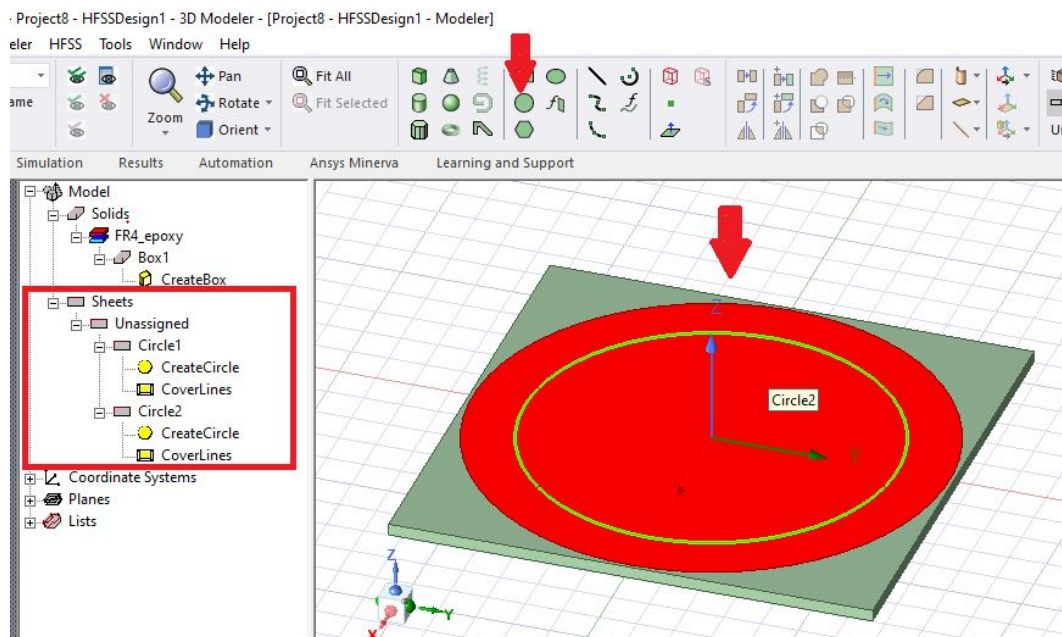 - Project8 - HFSSDesign1 - 3D Modeler - [Project8 - HFSSDesign1 - Modeler]
HFSS Tools Window Help
Zoom
Pan
Rotate
Orient
Fit All
Fit Selected
Simulation Results Automation Ansys Minerva Learning and Support
Model
Solids
FR4_epoxy
Box1
CreateBox
Sheets
Unassigned
Circle1
CreateCircle
CoverLines
Circle2
CreateCircle
CoverLines
Coordinate Systems
Planes
Lists
Z
Circle2
Y
Z
Y
X